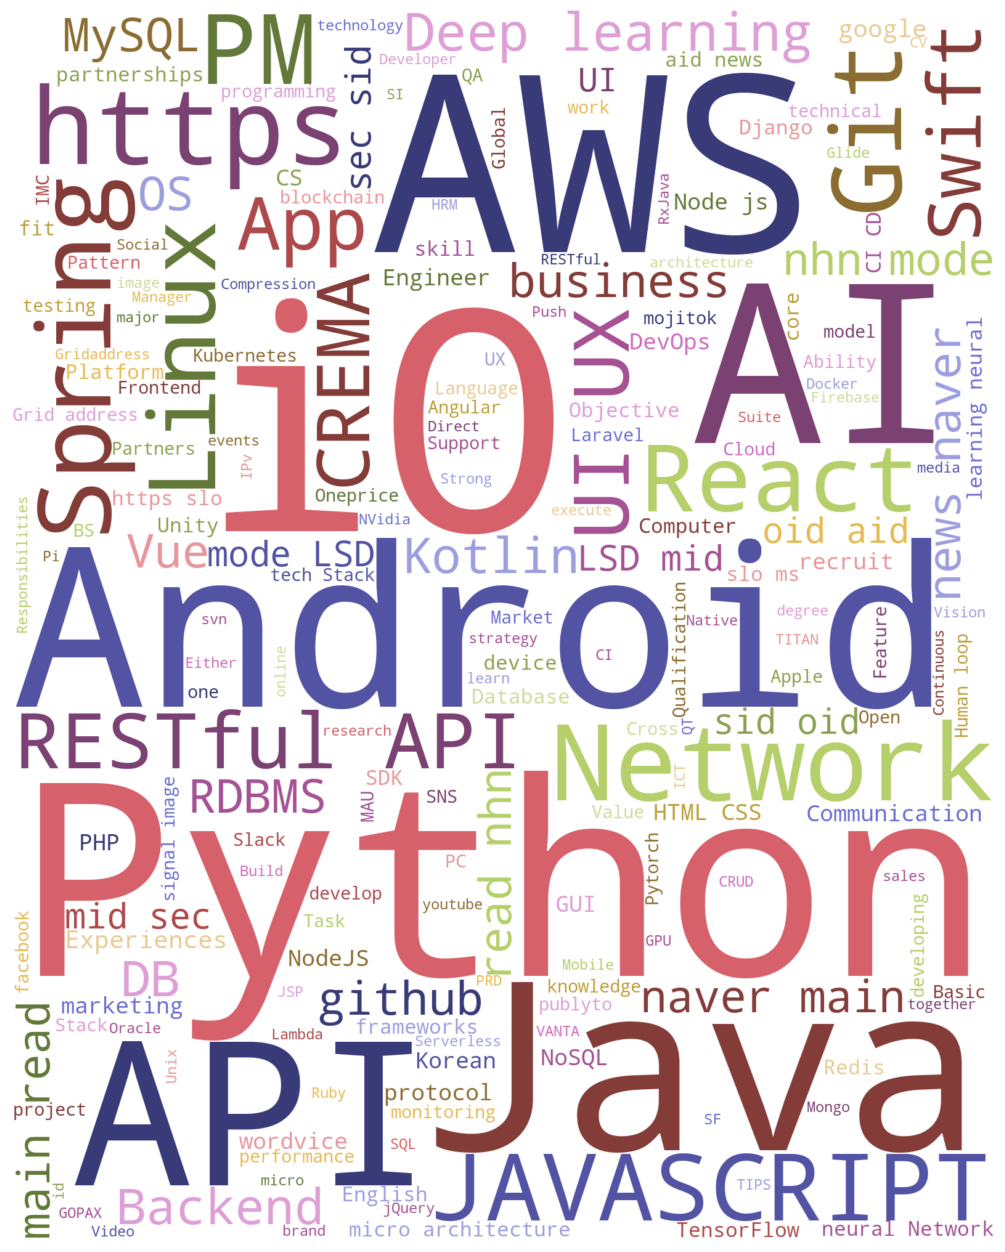 MySQL
PM
technology
Deep learning
google
CV
Swift
partnerships
Developer
QA
UI
aid news
Git
programming
SI
sec sid
AWS
work
technical
https
Global
Django
Glide
IMC
Spring
OS
CS
blockchain
HRM
RxJava
Node js
CI CD
fit
Social
Linux
App
skill
RESTful
architecture
nhn mode
Pattern
image
Compression
Engineer
business
testing
Manager
major
CREMA
iO
Push
mojitok
core
AI
model
naver
learning neural
Gridaddress
Kubernetes
UX
UI UX
DevOps
Ability
Platform
Frontend
Language
Docker
Firebase
Grid address
Angular
Objective
Suite
Direct
Partners
events
Support
Laravel
Cloud
IPv
React
media
https slo
Oneprice
Strong
news
BS
Unity
NVidia
execute
Computer
oid aid
Responsibilities
Pi
Vue
mode LSD
Kotlin
LSD mid
recruit
tech Stack
slo ms
Android
svn
Market
Qualification
Native
degree
Vision
strategy
TITAN
Feature
Continuous
Human loop
Either
online
device
CI
learn
Apple
one
Database
RESTful API
research
Cross
QT
sid oid
Open
Network
signal image
RDBMS
SDK
MAU
SNS
read nhn
ICT
Value
HTML CSS
Communication
Python
PHP
Slack
Pytorch
Build
PC
CRUD
sales
develop
youtube
GUI
mid sec
Task
facebook
Experiences
GPU
developing
NodeJS
Mobile
DB
JSP
PRD
knowledge
Basic
marketing
github
publyto
naver main
together
main read
Stack
Oracle
Lambda
frameworks
VANTA
Java
Serverless
Unix
API
Korean
NoSQL
Redis
Ruby
protocol
project
monitoring
Mongo
SF
wordvice
SQL
performance
micro
JAVASCRIPT
id
English
TIPS
GOPAX
Backend
jQuery
Video
brand
micro architecture
TensorFlow
neural Network